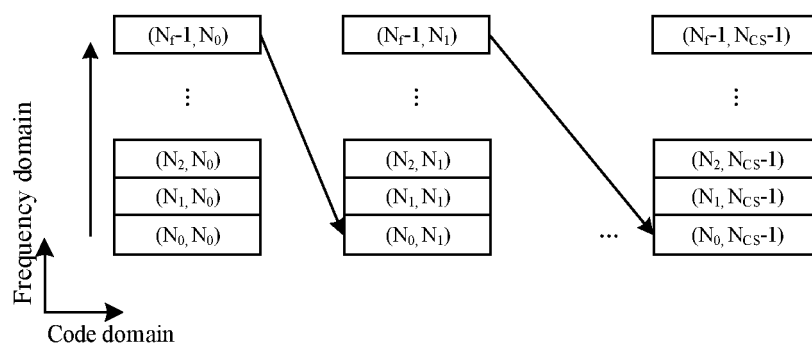 (N_f-1, N_0) (N_f-1, N_1) (N_f-1, N_CS-1)
⋮ ⋮ ⋮
(N_2, N_0) (N_2, N_1) (N_2, N_CS-1)
(N_1, N_0) (N_1, N_1) (N_1, N_CS-1)
(N_0, N_0) (N_0, N_1) ... (N_0, N_CS-1)
Frequency domain
Code domain